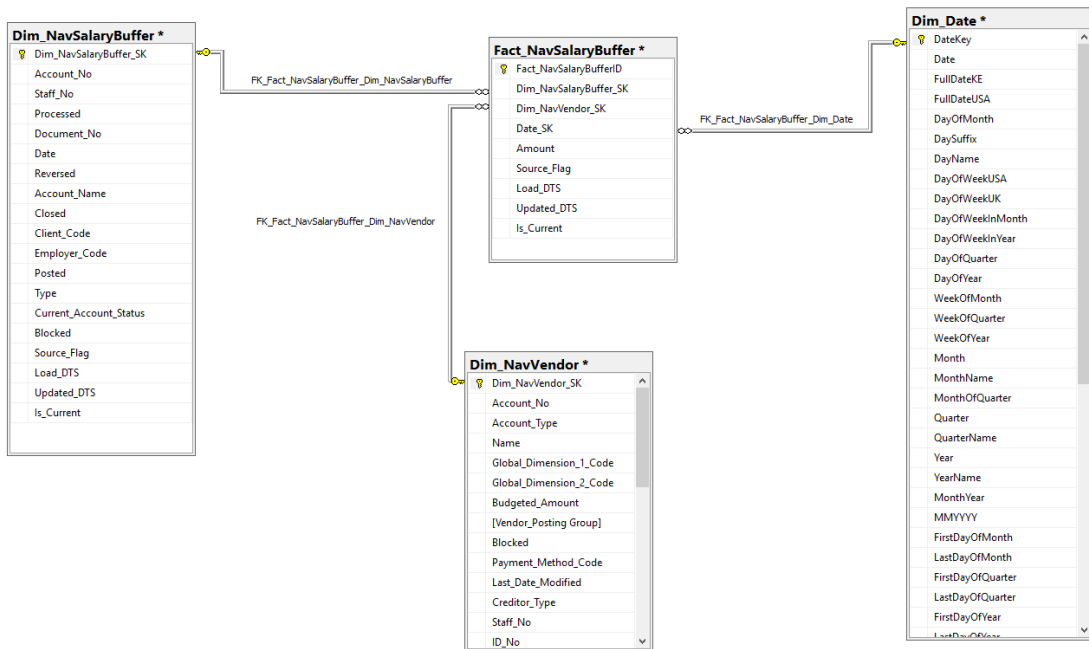 Dim_NavSalaryBuffer *
Dim_NavSalaryBuffer_SK
Account_No
Staff_No
Processed
Document_No
Date
Reversed
Account_Name
Closed
Client_Code
Employer_Code
Posted
Type
Current_Account_Status
Blocked
Source_Flag
Load_DTS
Updated_DTS
Is_Current
FK_Fact_NavSalaryBuffer_Dim_NavSalaryBuffer
FK_Fact_NavSalaryBuffer_Dim_NavVendor
Fact_NavSalaryBuffer *
Fact_NavSalaryBufferID
Dim_NavSalaryBuffer_SK
Dim_NavVendor_SK
Date_SK
Amount
Source_Flag
Load_DTS
Updated_DTS
Is_Current
Dim_NavVendor *
Dim_NavVendor_SK
Account_No
Account_Type
Name
Global_Dimension_1_Code
Global_Dimension_2_Code
Budgeted_Amount
[Vendor_Posting Group]
Blocked
Payment_Method_Code
Last_Date_Modified
Creditor_Type
Staff_No
ID_No
FK_Fact_NavSalaryBuffer_Dim_Date
Dim_Date *
DateKey
Date
FullDateKE
FullDateUSA
DayOfMonth
DaySuffix
DayName
DayOfWeekUSA
DayOfWeekUK
DayOfWeekInMonth
DayOfWeekInYear
DayOfQuarter
DayOfYear
WeekOfMonth
WeekOfQuarter
WeekOfYear
Month
MonthName
MonthOfQuarter
Quarter
QuarterName
Year
YearName
MonthYear
MMYYYY
FirstDayOfMonth
LastDayOfMonth
FirstDayOfQuarter
LastDayOfQuarter
FirstDayOfYear
LastDayOfYear